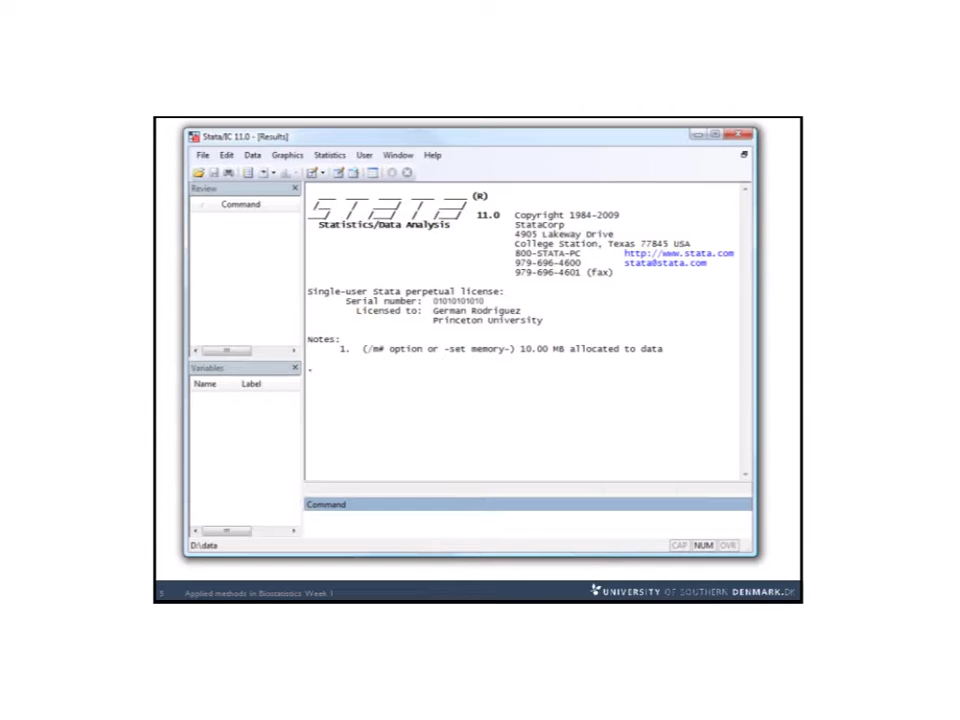 Stata/IC 11.0 - [Results]
File Edit Data Graphics Statistics User Window Help
Review
Command
Variables
Name Label
(R)
STATA 11.0 Copyright 1984-2009
Statistics/Data Analysis StataCorp
4905 Lakeway Drive
College Station, Texas 77845 USA
800-STATA-PC http://www.stata.com
979-696-4600 stata@stata.com
979-696-4601 (fax)
Single-user Stata perpetual license:
Serial number: 01010101010
Licensed to: German Rodriguez
Princeton University
Notes:
1. (/m# option or -set memory-) 10.00 MB allocated to data
.
Command
D:\data CAP NUM OVR
5 Applied methods in Biostatistics Week 1 UNIVERSITY OF SOUTHERN DENMARK.DK